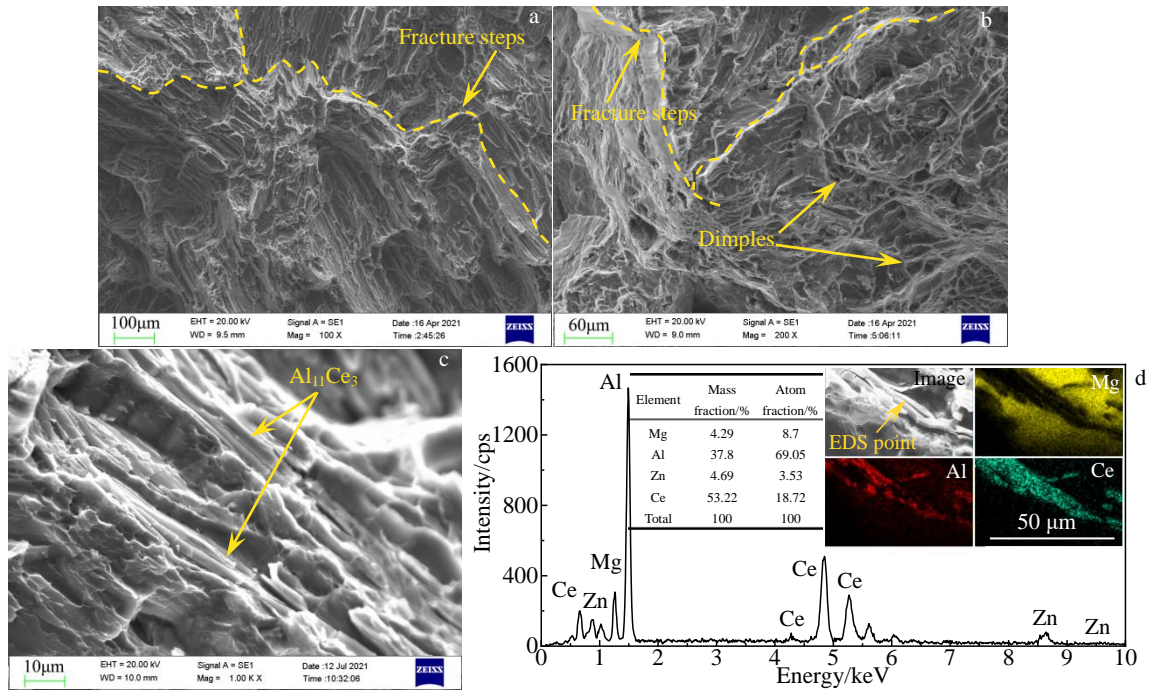 a
Fracture steps
100μm
EHT = 20.00 kV
WD = 9.5 mm
Signal A = SE1
Mag = 100 X
Date :16 Apr 2021
Time :2:45:26
ZEISS
b
Fracture steps
Dimples
60μm
EHT = 20.00 kV
WD = 9.0 mm
Signal A = SE1
Mag = 200 X
Date :16 Apr 2021
Time :5:06:11
ZEISS
c
Al₁₁Ce₃
10μm
EHT = 20.00 kV
WD = 10.0 mm
Signal A = SE1
Mag = 1.00 K X
Date :12 Jul 2021
Time :10:32:06
ZEISS
d
Intensity/cps
1600
1200
800
400
0
0 1 2 3 4 5 6 7 8 9 10
Energy/keV
Ce
Zn
Mg
Al
Ce
Ce
Ce
Zn
Zn
Element Mass fraction/% Atom fraction/%
Mg 4.29 8.7
Al 37.8 69.05
Zn 4.69 3.53
Ce 53.22 18.72
Total 100 100
Image
EDS point
Mg
Al
Ce
50 μm